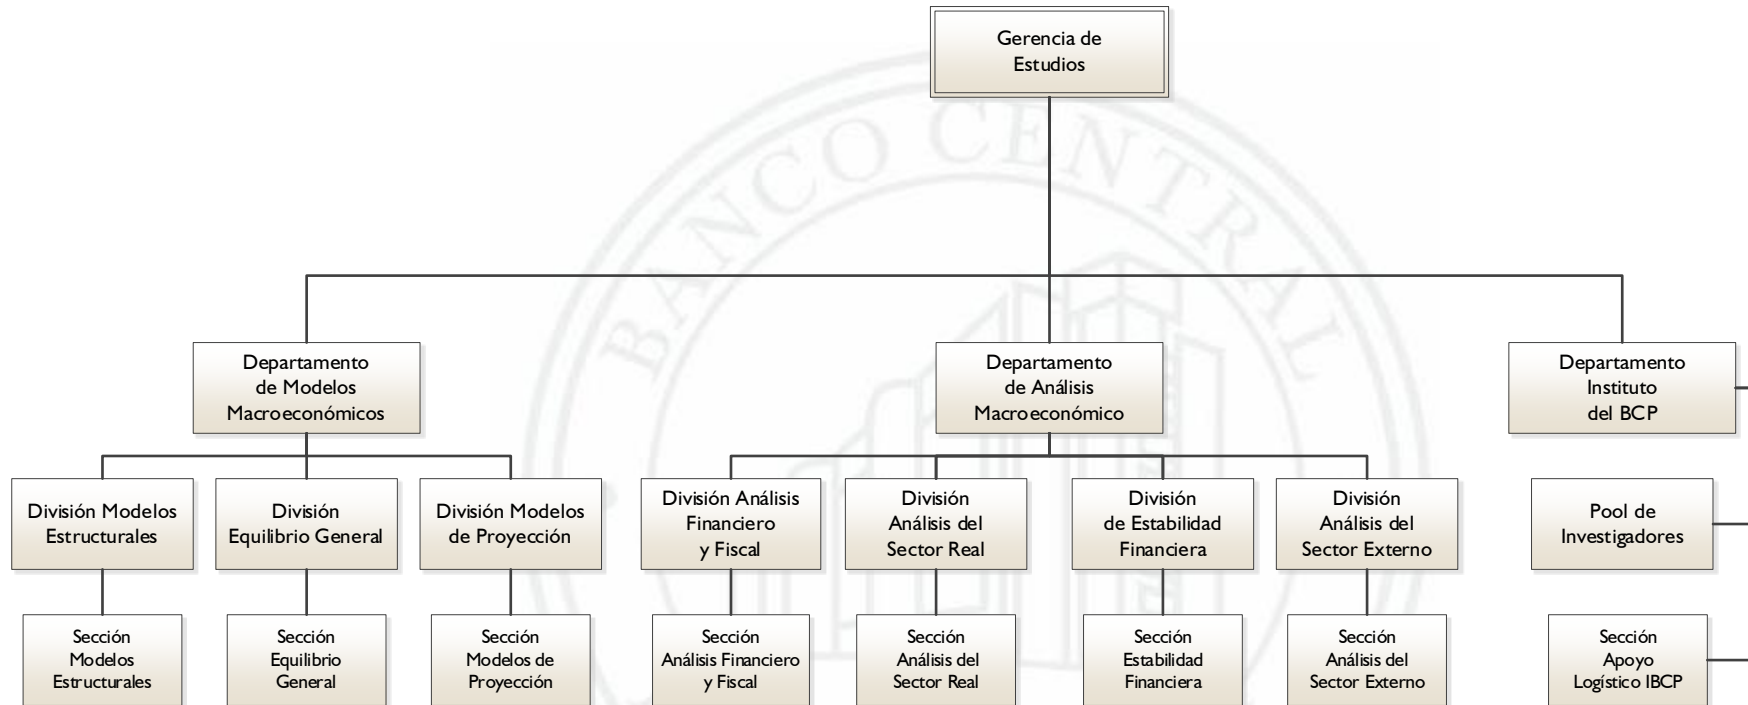 Gerencia de
Estudios
BANCO CENTRAL
Departamento
de Modelos
Macroeconómicos
Departamento
de Análisis
Macroeconómico
Departamento
Instituto
del BCP
División Modelos
Estructurales
División
Equilibrio General
División Modelos
de Proyección
División Análisis
Financiero
y Fiscal
División
Análisis del
Sector Real
División
de Estabilidad
Financiera
División
Análisis del
Sector Externo
Pool de
Investigadores
Sección
Modelos
Estructurales
Sección
Equilibrio
General
Sección
Modelos de
Proyección
Sección
Análisis Financiero
y Fiscal
Sección
Análisis del
Sector Real
Sección
Estabilidad
Financiera
Sección
Análisis del
Sector Externo
Sección
Apoyo
Logístico IBCP